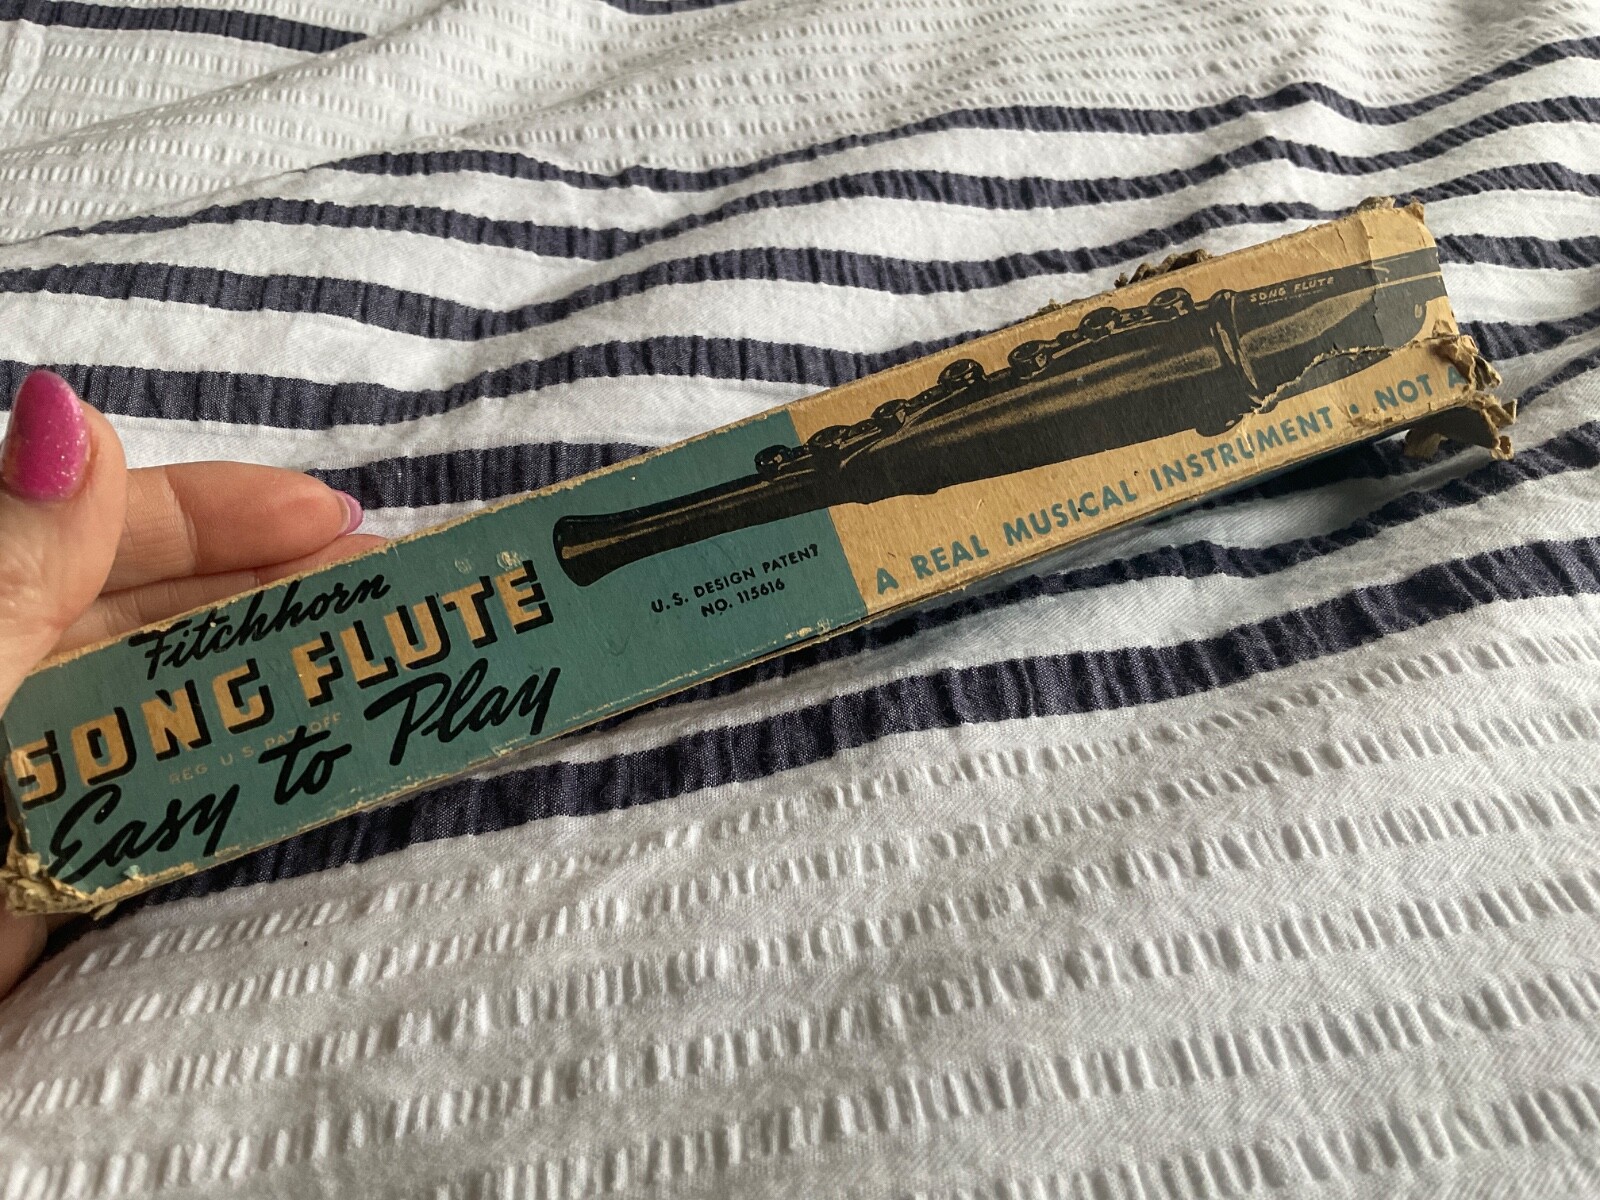 Fitchhorn
SONG FLUTE
REG U S PAT OFF
Easy to Play
U.S. DESIGN PATENT
NO. 115616
SONG FLUTE
A REAL MUSICAL INSTRUMENT • NOT A